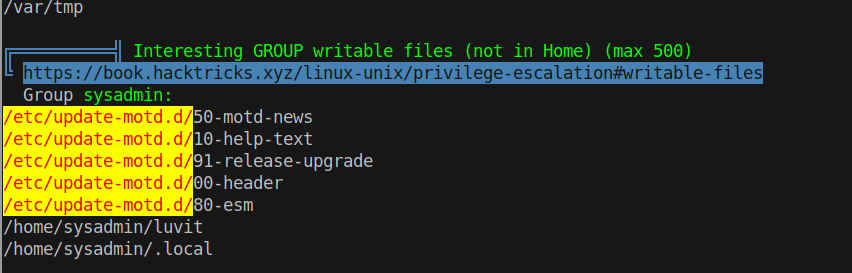 /var/tmp
Interesting GROUP writable files (not in Home) (max 500)
https://book.hacktricks.xyz/linux-unix/privilege-escalation#writable-files
Group sysadmin:
/etc/update-motd.d/50-motd-news
/etc/update-motd.d/10-help-text
/etc/update-motd.d/91-release-upgrade
/etc/update-motd.d/00-header
/etc/update-motd.d/80-esm
/home/sysadmin/luvit
/home/sysadmin/.local